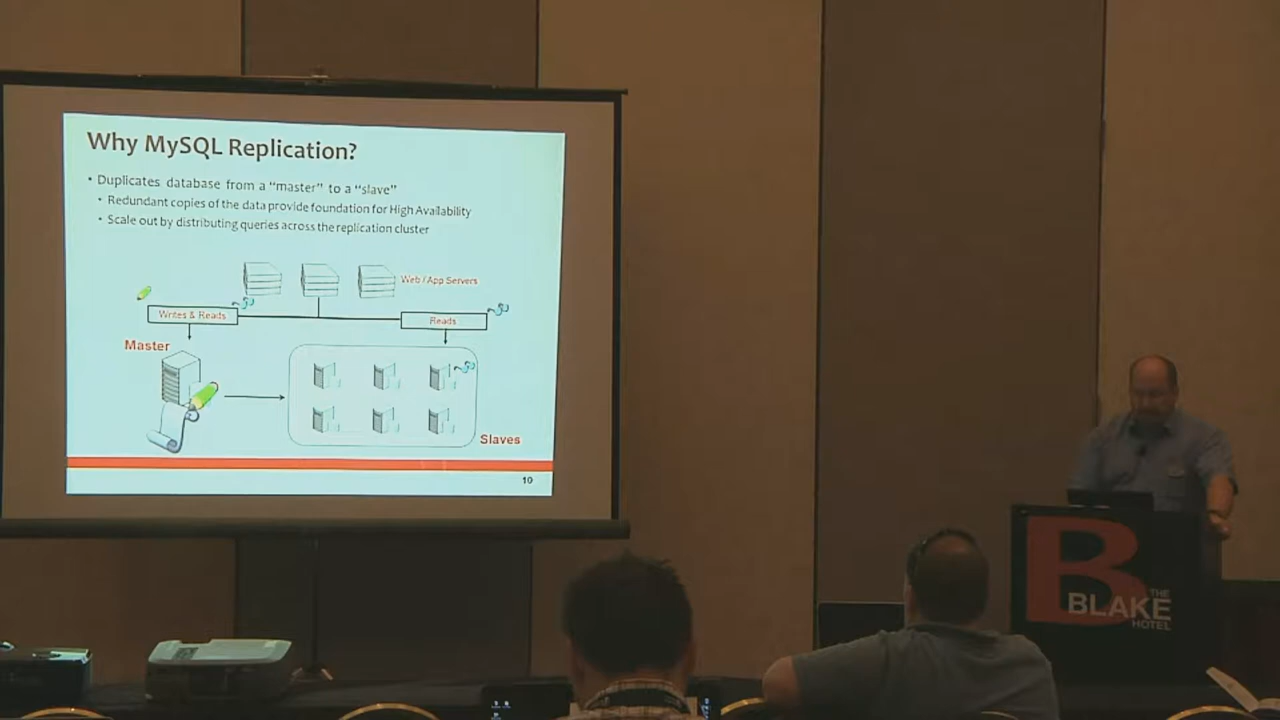 Why MySQL Replication?
• Duplicates database from a “master” to a “slave”
• Redundant copies of the data provide foundation for High Availability
• Scale out by distributing queries across the replication cluster
Web / App Servers
Writes & Reads
Reads
Master
Slaves
10
B
THE
BLAKE
HOTEL